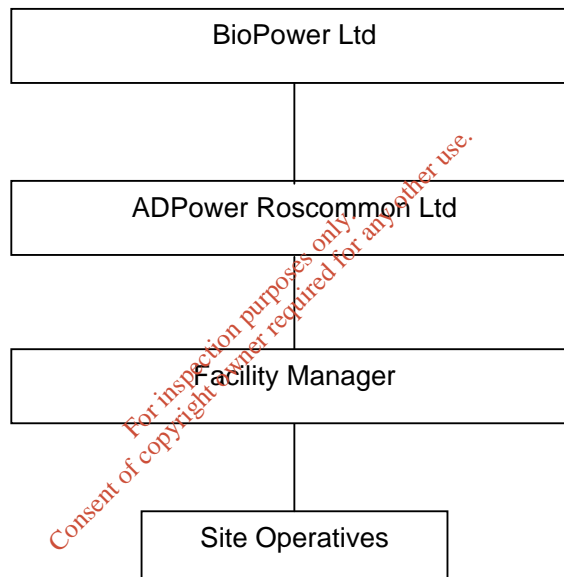 BioPower Ltd
ADPower Roscommon Ltd
Facility Manager
Site Operatives
For inspection purposes only.
Consent of copyright owner required for any other use.